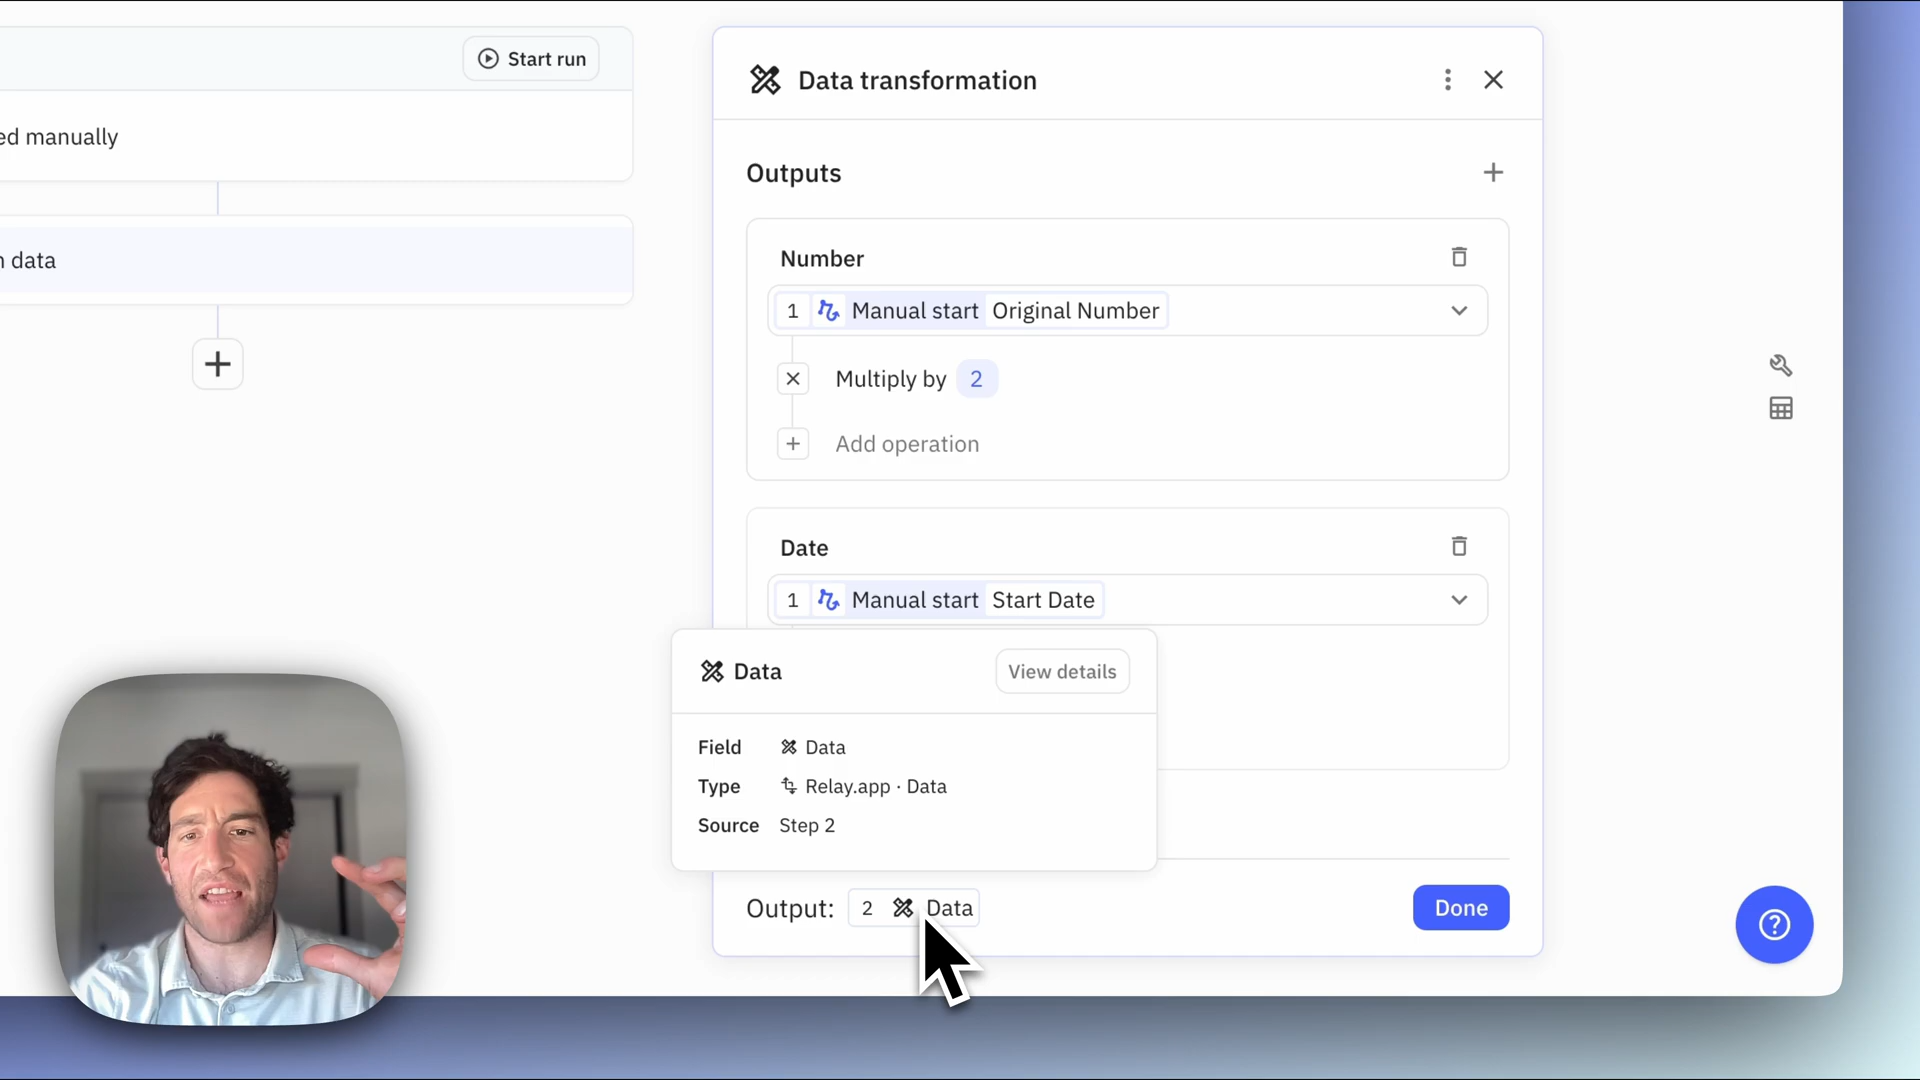 Start run
ed manually
n data
Data transformation
Outputs
Number
1 Manual start Original Number
Multiply by 2
Add operation
Date
1 Manual start Start Date
Data View details
Field Data
Type Relay.app · Data
Source Step 2
Output: 2 Data
Done